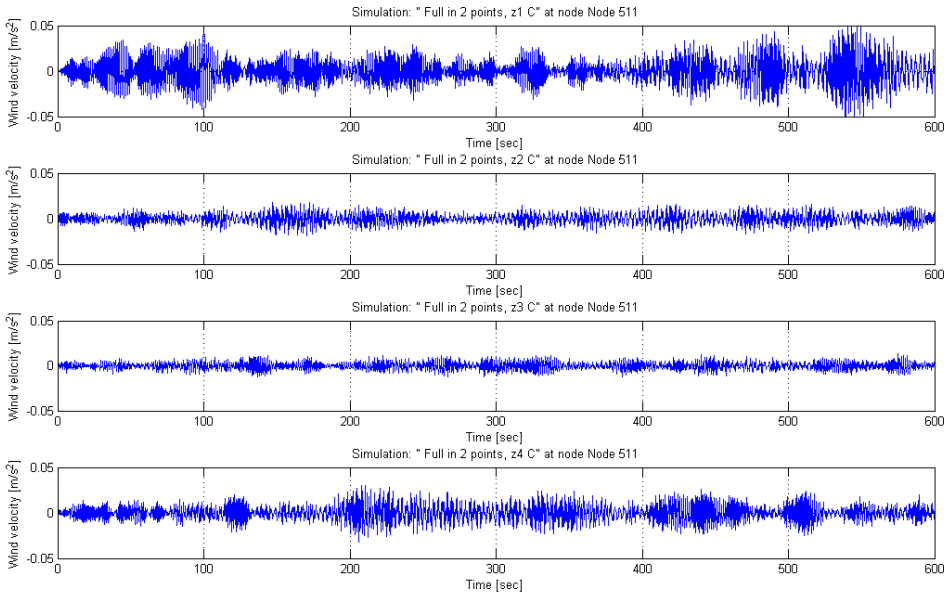 Simulation: " Full in 2 points, z1 C" at node Node 511
Wind velocity [m/s²]
0.05
0
-0.05
0 100 200 300 400 500 600
Time [sec]
Simulation: " Full in 2 points, z2 C" at node Node 511
Wind velocity [m/s²]
0.05
0
-0.05
0 100 200 300 400 500 600
Time [sec]
Simulation: " Full in 2 points, z3 C" at node Node 511
Wind velocity [m/s²]
0.05
0
-0.05
0 100 200 300 400 500 600
Time [sec]
Simulation: " Full in 2 points, z4 C" at node Node 511
Wind velocity [m/s²]
0.05
0
-0.05
0 100 200 300 400 500 600
Time [sec]